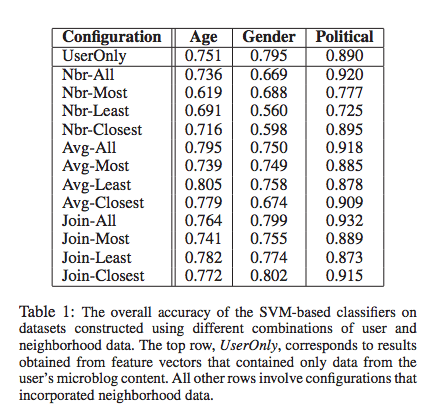 Configuration Age Gender Political
UserOnly 0.751 0.795 0.890
Nbr-All 0.736 0.669 0.920
Nbr-Most 0.619 0.688 0.777
Nbr-Least 0.691 0.560 0.725
Nbr-Closest 0.716 0.598 0.895
Avg-All 0.795 0.750 0.918
Avg-Most 0.739 0.749 0.885
Avg-Least 0.805 0.758 0.878
Avg-Closest 0.779 0.674 0.909
Join-All 0.764 0.799 0.932
Join-Most 0.741 0.755 0.889
Join-Least 0.782 0.774 0.873
Join-Closest 0.772 0.802 0.915
Table 1: The overall accuracy of the SVM-based classifiers on
datasets constructed using different combinations of user and
neighborhood data. The top row, UserOnly, corresponds to results
obtained from feature vectors that contained only data from the
user's microblog content. All other rows involve configurations that
incorporated neighborhood data.